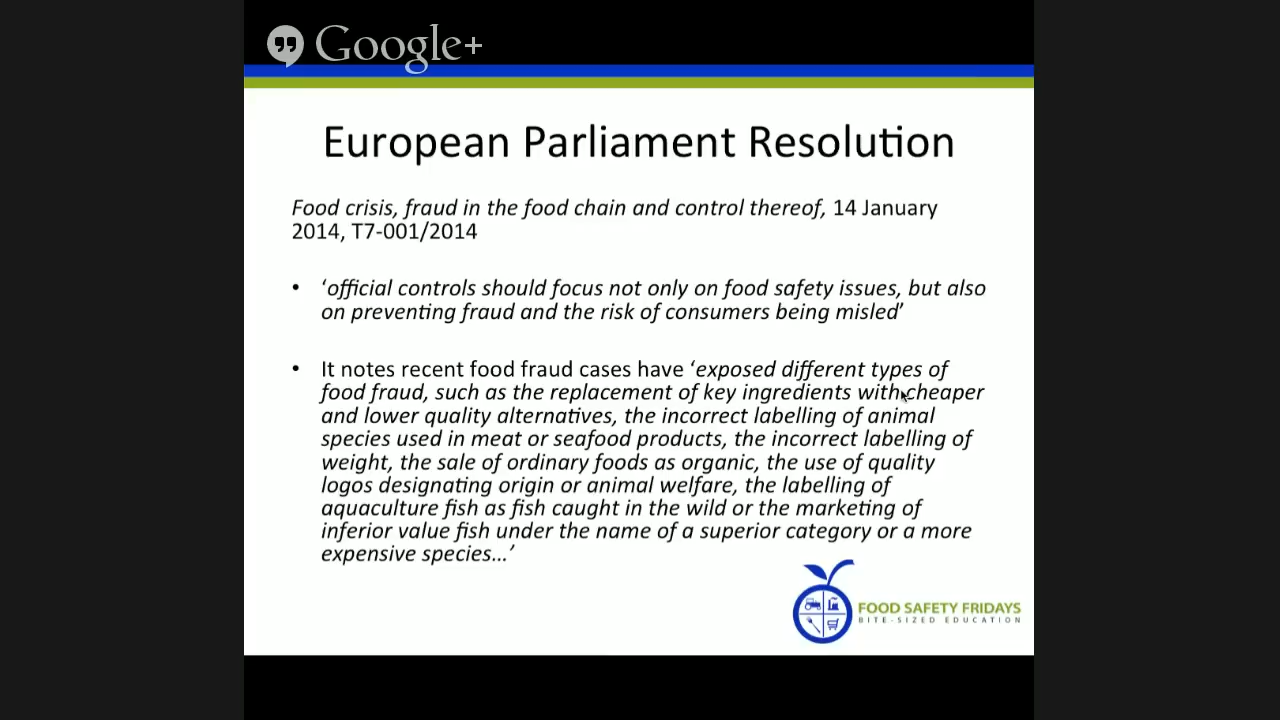 Google+
European Parliament Resolution
Food crisis, fraud in the food chain and control thereof, 14 January
2014, T7-001/2014
• ‘official controls should focus not only on food safety issues, but also
on preventing fraud and the risk of consumers being misled’
• It notes recent food fraud cases have ‘exposed different types of
food fraud, such as the replacement of key ingredients with cheaper
and lower quality alternatives, the incorrect labelling of animal
species used in meat or seafood products, the incorrect labelling of
weight, the sale of ordinary foods as organic, the use of quality
logos designating origin or animal welfare, the labelling of
aquaculture fish as fish caught in the wild or the marketing of
inferior value fish under the name of a superior category or a more
expensive species…’
FOOD SAFETY FRIDAYS
BITE-SIZED EDUCATION